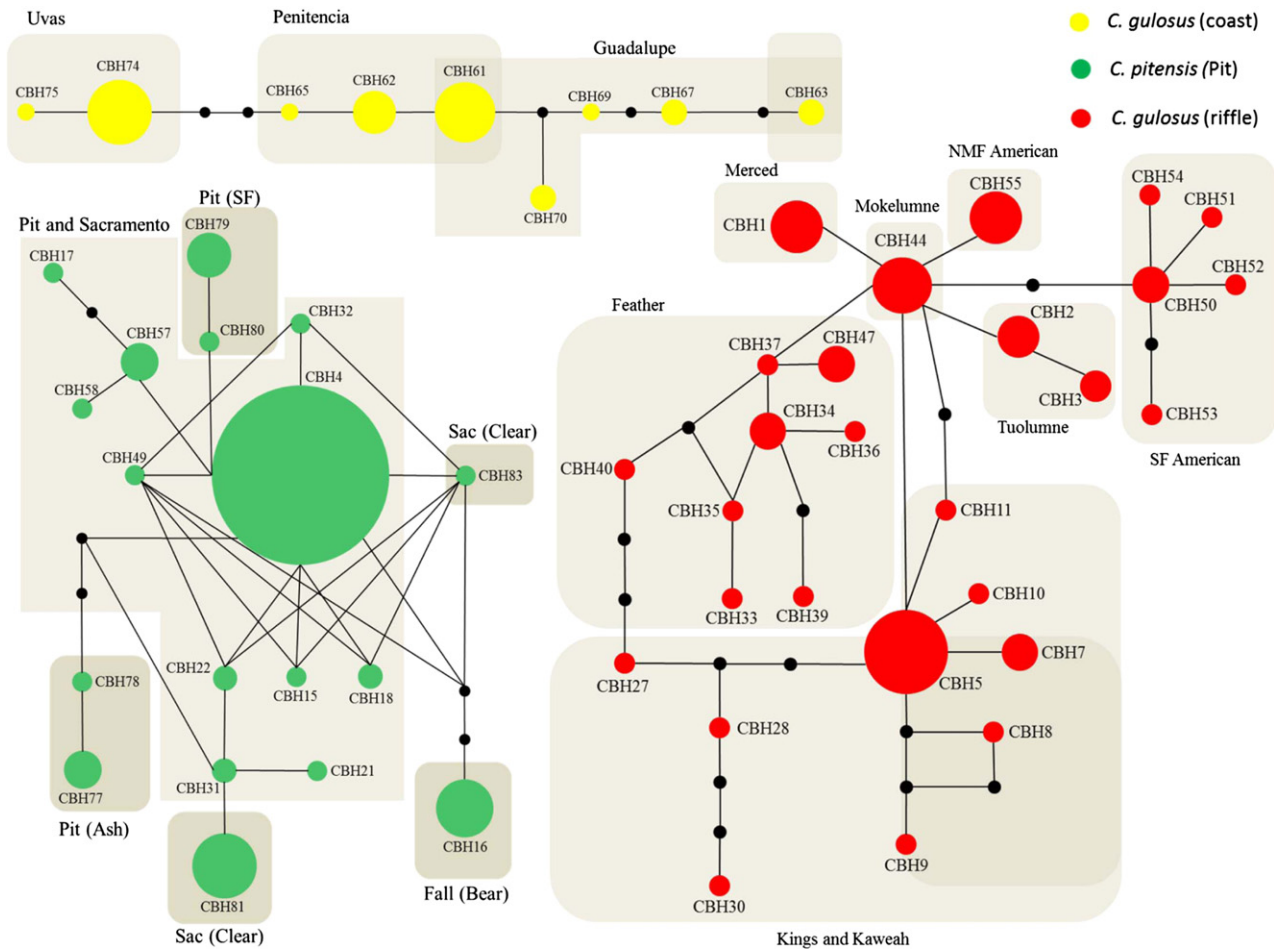 Uvas
Penitencia
Guadalupe
C. gulosus (coast)
C. pitensis (Pit)
C. gulosus (riffle)
CBH74
CBH75
CBH65
CBH62
CBH61
CBH69
CBH67
CBH63
CBH70
Pit (SF)
Pit and Sacramento
CBH79
CBH17
CBH80
CBH32
CBH57
CBH58
CBH4
CBH49
Sac (Clear)
CBH83
CBH22
CBH15
CBH18
CBH78
CBH77
CBH31
CBH21
Pit (Ash)
CBH16
CBH81
Fall (Bear)
Sac (Clear)
Merced
NMF American
Mokelumne
CBH1
CBH55
CBH44
CBH54
CBH51
CBH52
CBH50
CBH53
SF American
CBH2
CBH3
Tuolumne
Feather
CBH37
CBH47
CBH34
CBH36
CBH40
CBH35
CBH33
CBH39
CBH11
CBH10
CBH7
CBH5
CBH27
CBH28
CBH8
CBH9
CBH30
Kings and Kaweah